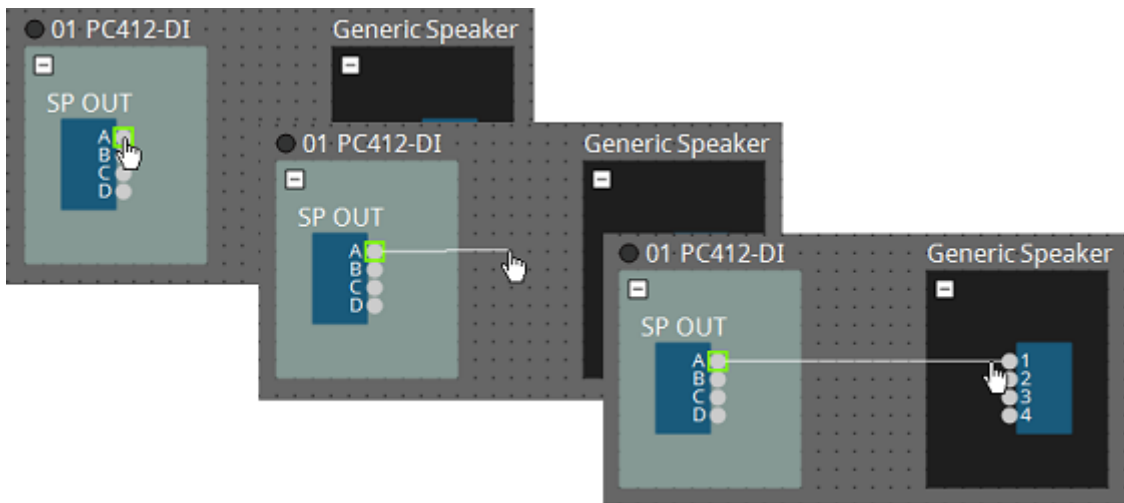 01 PC412-DI
Generic Speaker
SP OUT
A
B
C
D
01 PC412-DI
Generic Speaker
SP OUT
A
B
C
D
01 PC412-DI
Generic Speaker
SP OUT
A
B
C
D
1
2
3
4